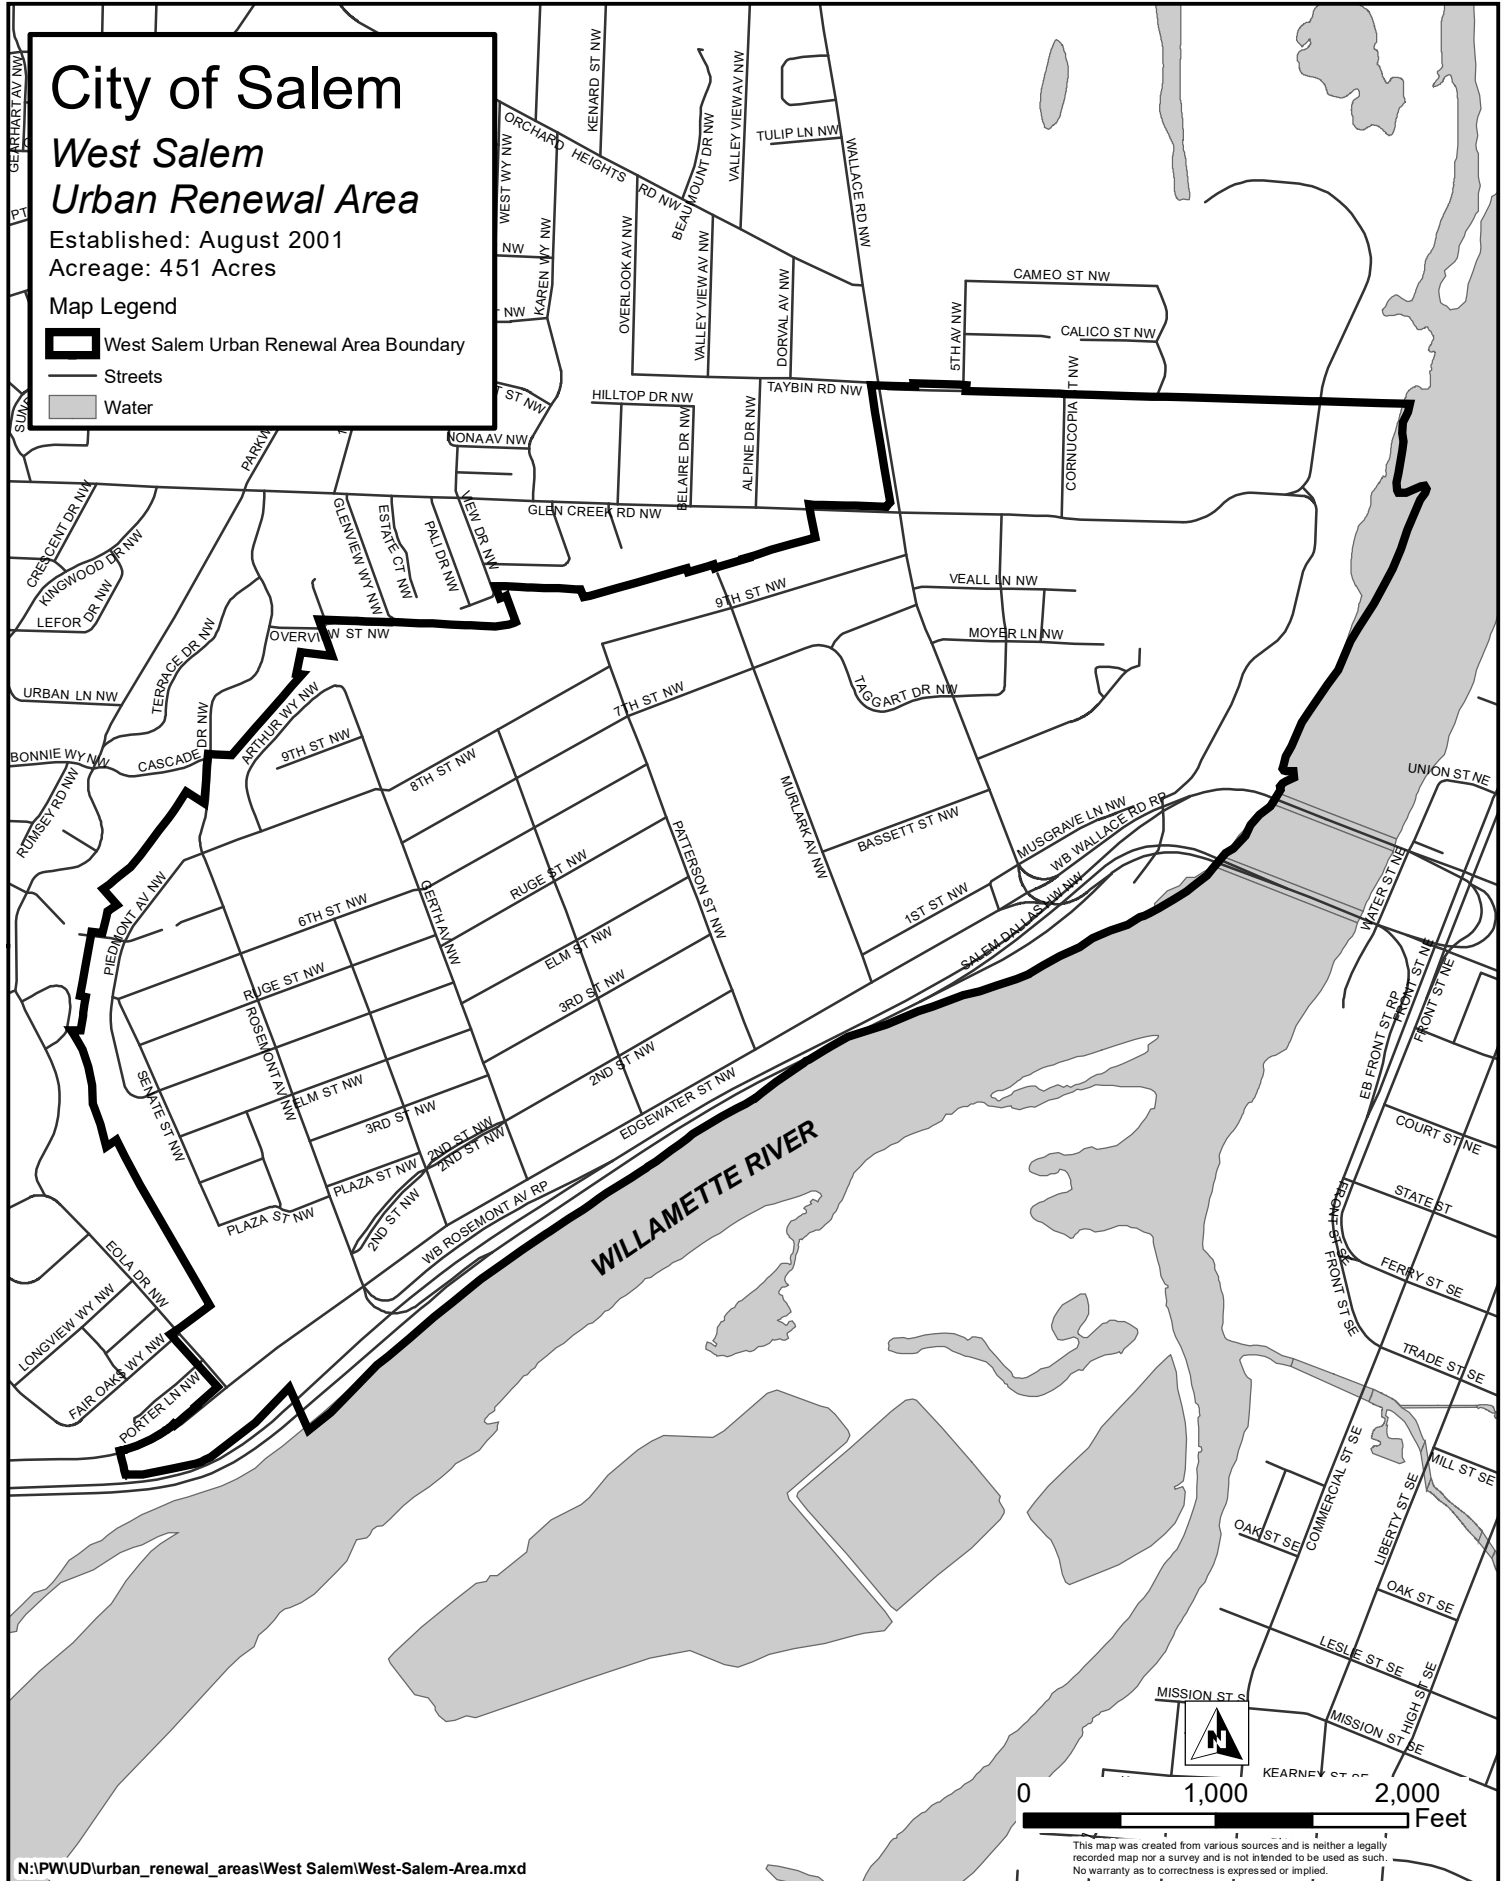 City of Salem
West Salem
Urban Renewal Area
Established: August 2001
Acreage: 451 Acres
Map Legend
West Salem Urban Renewal Area Boundary
Streets
Water
GEARHART AV NW
KENARD ST NW
ORCHARD HEIGHTS RD NW
WEST WY NW
BEAUMOUNT DR NW
VALLEY VIEW AV NW
TULIP LN NW
WALLACE RD NW
NW
KAREN WY NW
OVERLOOK AV NW
VALLEY VIEW AV NW
DORVAL AV NW
NW
5TH AV NW
CAMEO ST NW
CALICO ST NW
TAYBIN RD NW
HILLTOP DR NW
ST NW
NONA AV NW
BELAIRE DR NW
ALPINE DR NW
CORNUCOPIA ST NW
GLEN CREEK RD NW
CRESCENT DR NW
KINGWOOD DR NW
LEFOR DR NW
GLENVIEW WY NW
ESTATE CT NW
PALI DR NW
VIEW DR NW
9TH ST NW
VEALL LN NW
MOYER LN NW
TAGGART DR NW
TERRACE DR NW
URBAN LN NW
BONNIE WY NW
CASCADE DR NW
RUMSEY RD NW
ARTHUR WY NW
9TH ST NW
8TH ST NW
7TH ST NW
MURLARK AV NW
BASSETT ST NW
MUSGRAVE LN NW
WB WALLACE RD RP
UNION ST NE
PIEDMONT AV NW
6TH ST NW
GERTH AV NW
RUGE ST NW
PATTERSON ST NW
1ST ST NW
SALEM DALLAS HW NW
WATER ST NE
RUGE ST NW
ELM ST NW
3RD ST NW
ROSEMONT AV NW
SENATE ST NW
ELM ST NW
3RD ST NW
2ND ST NW
EDGEWATER ST NW
2ND ST NW
2ND ST NW
PLAZA ST NW
PLAZA ST NW
2ND ST NW
WB ROSEMONT AV RP
WILLAMETTE RIVER
EB FRONT ST RP
FRONT ST NE
FRONT ST NE
COURT ST NE
STATE ST
FRONT ST SE
FRONT ST SE
FERRY ST SE
TRADE ST SE
EOLA DR NW
LONGVIEW WY NW
FAIR OAKS WY NW
PORTER LN NW
COMMERCIAL ST SE
MILL ST SE
LIBERTY ST SE
OAK ST SE
OAK ST SE
LESLIE ST SE
HIGH ST SE
MISSION ST SE
N
0 1,000 2,000
Feet
This map was created from various sources and is neither a legally
recorded map nor a survey and is not intended to be used as such.
No warranty as to correctness is expressed or implied.
N:\PW\UD\urban_renewal_areas\West Salem\West-Salem-Area.mxd